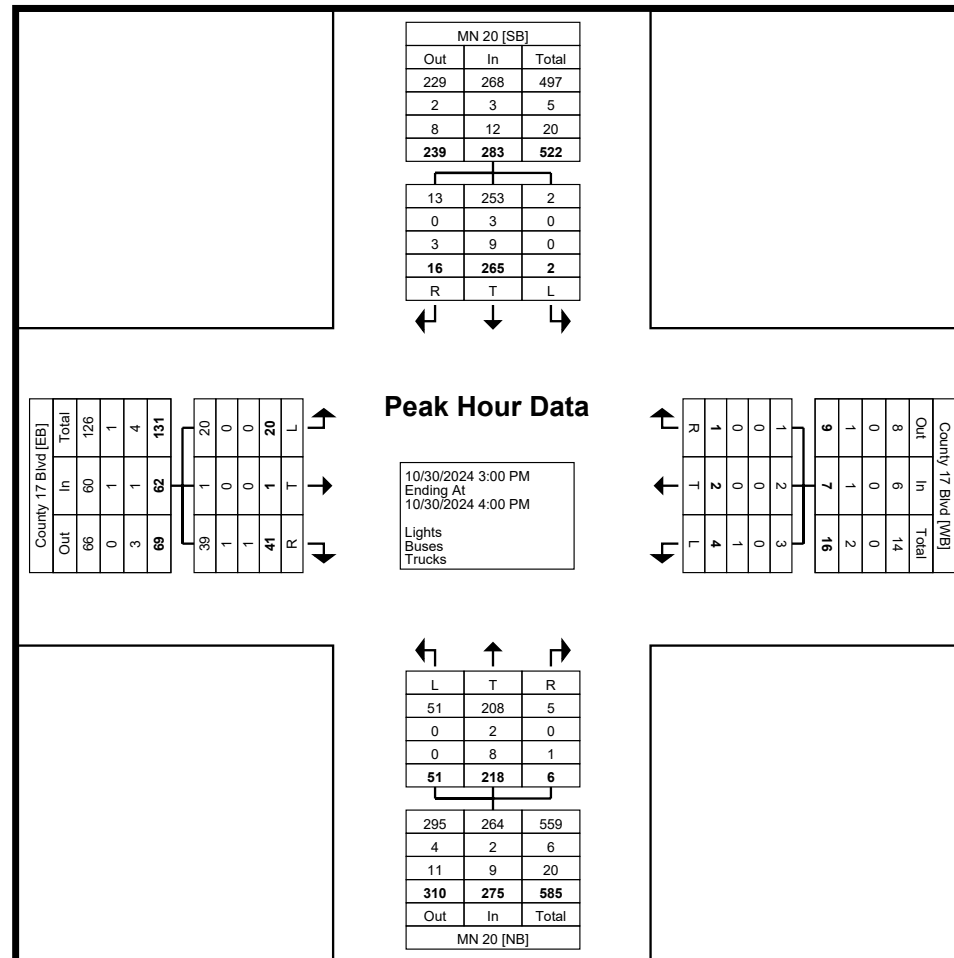 MN 20 [SB]
Out In Total
229 268 497
2 3 5
8 12 20
239 283 522
13 253 2
0 3 0
3 9 0
16 265 2
R T L
County 17 Blvd [EB]
Total In Out
126 60 66
1 1 0
4 1 3
131 62 69
20 1 39
0 0 1
0 0 1
20 1 41
L T R
Peak Hour Data
10/30/2024 3:00 PM
Ending At
10/30/2024 4:00 PM
Lights
Buses
Trucks
R T L
1 2 4
0 0 1
0 0 0
1 2 3
9 7 16
1 1 2
0 0 0
8 6 14
Out In Total
County 17 Blvd [WB]
L T R
51 208 5
0 2 0
0 8 1
51 218 6
295 264 559
4 2 6
11 9 20
310 275 585
Out In Total
MN 20 [NB]